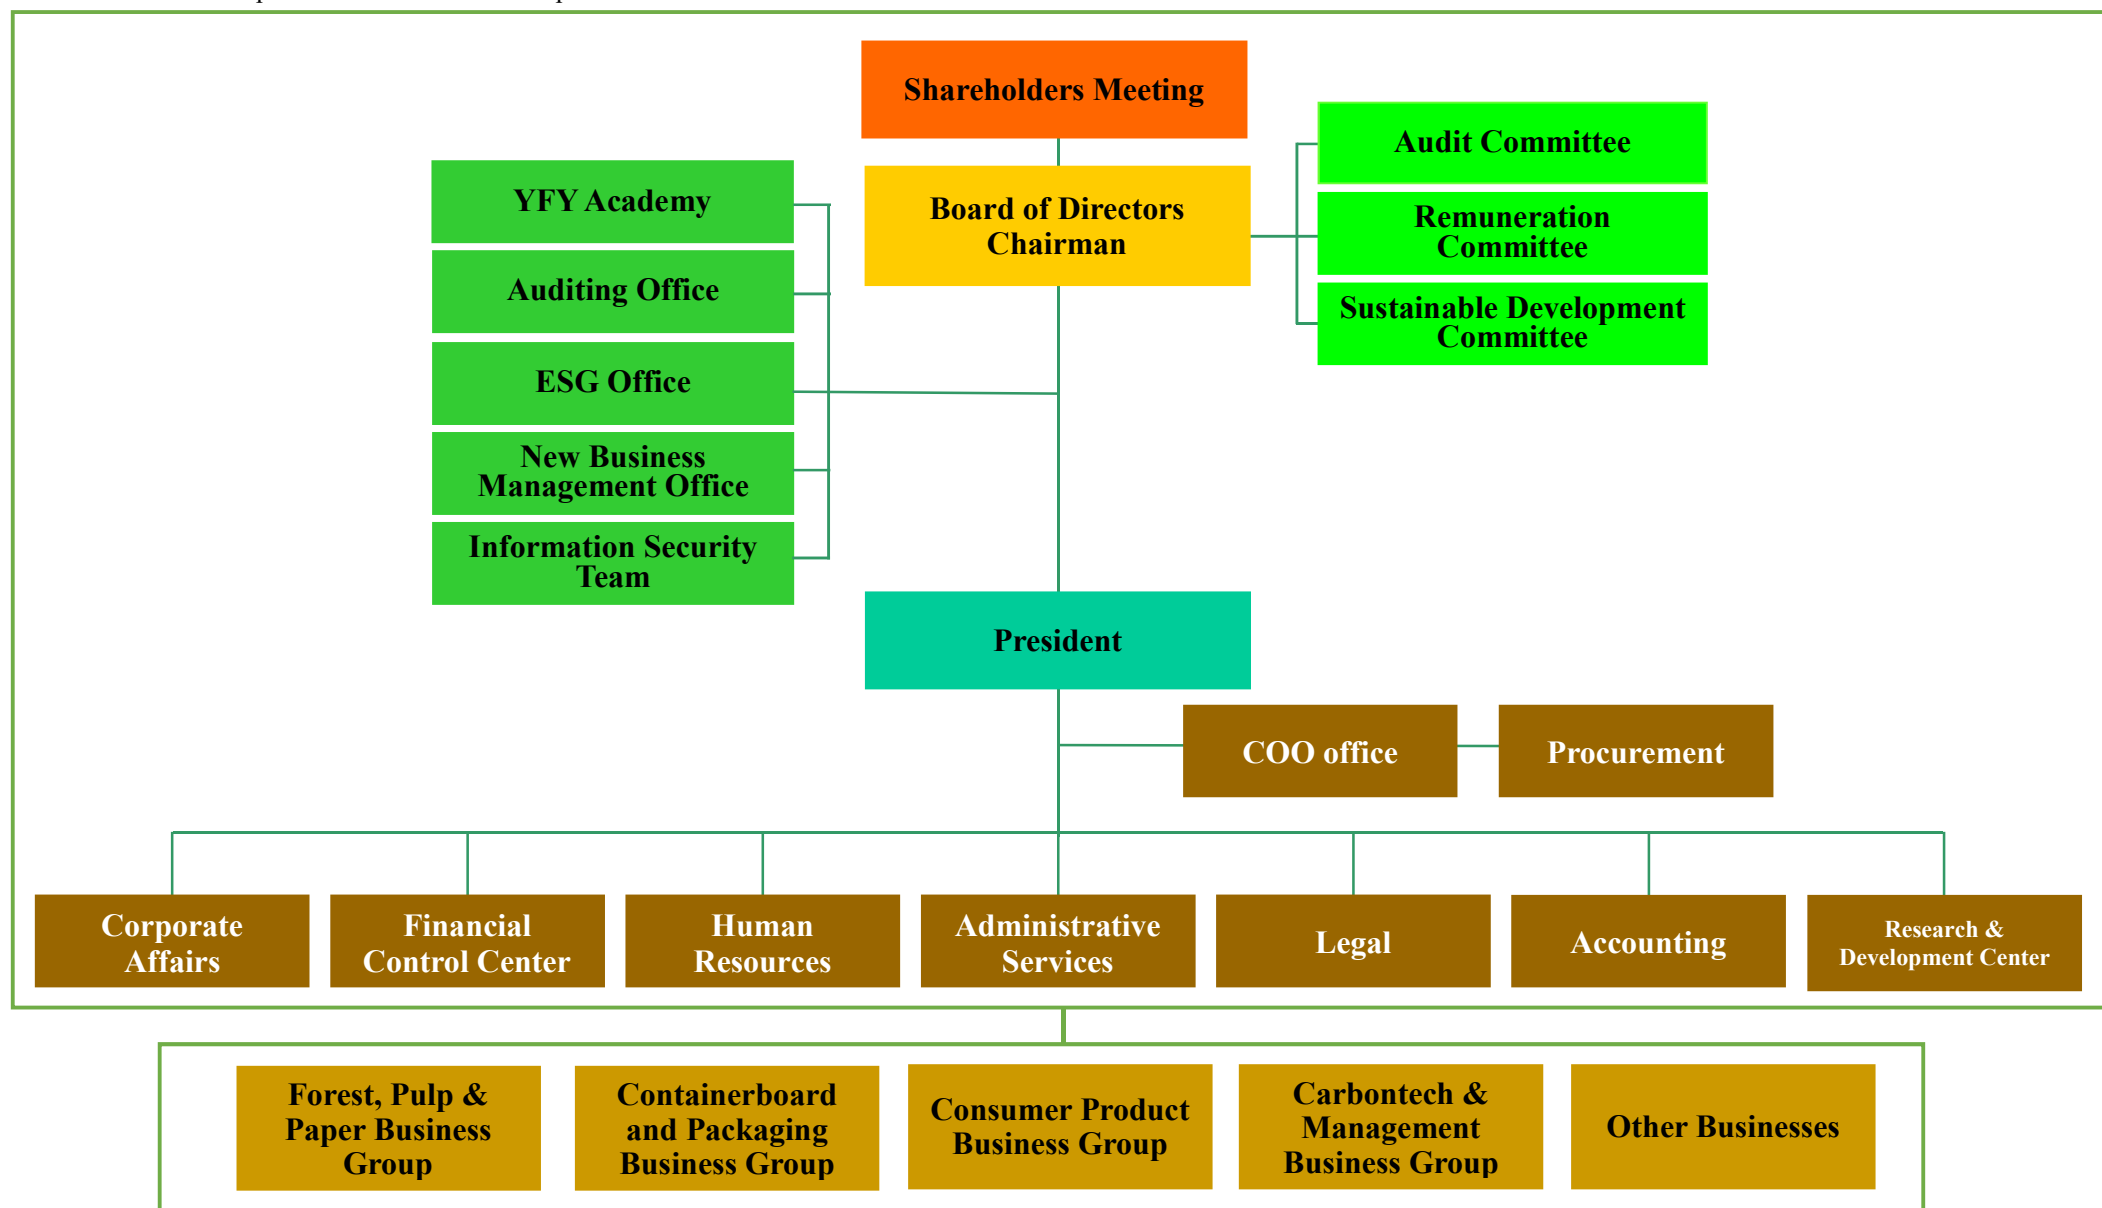 Shareholders Meeting
Audit Committee
YFY Academy
Board of Directors
Chairman
Remuneration
Committee
Auditing Office
Sustainable Development
Committee
ESG Office
New Business
Management Office
Information Security
Team
President
COO office
Procurement
Corporate
Affairs
Financial
Control Center
Human
Resources
Administrative
Services
Legal
Accounting
Research &
Development Center
Forest, Pulp &
Paper Business
Group
Containerboard
and Packaging
Business Group
Consumer Product
Business Group
Carbontech &
Management
Business Group
Other Businesses